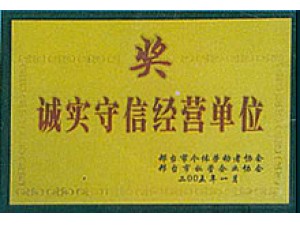 奖
诚实守信经营单位
邢台市个体劳动者协会
邢台市私营企业协会
二00五年一月